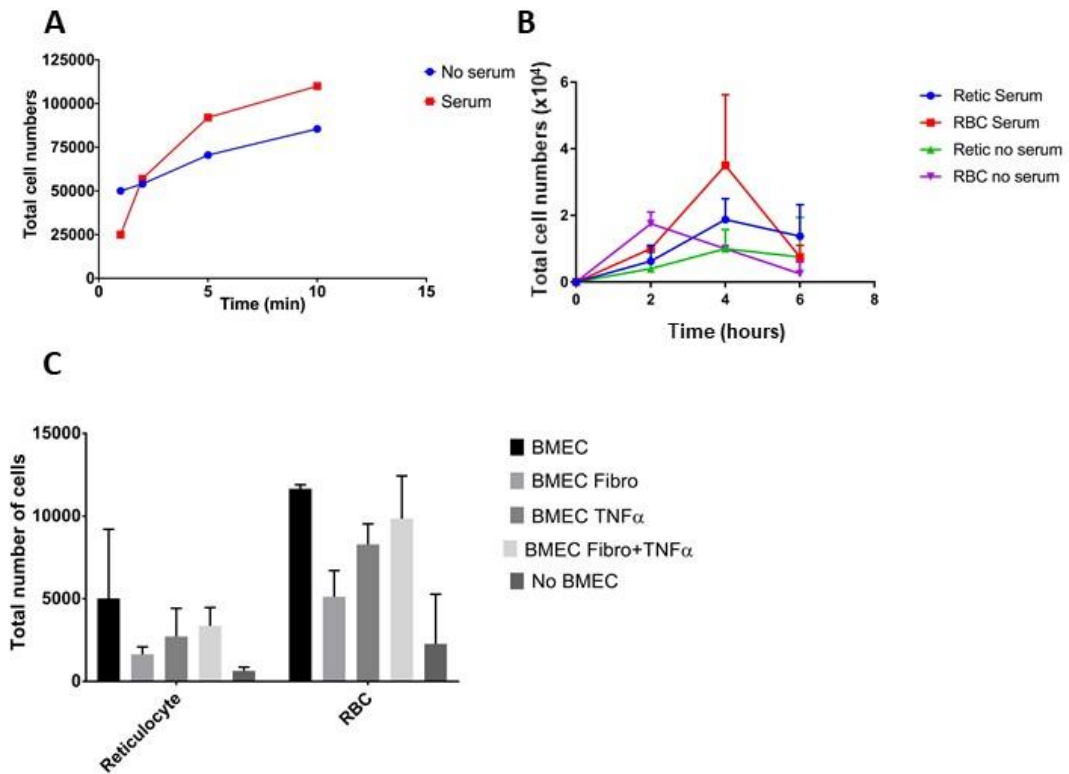 A
Total cell numbers
125000
100000
75000
50000
25000
0
0
5
10
15
Time (min)
No serum
Serum
B
Total cell numbers (x10⁴)
6
4
2
0
0
2
4
6
8
Time (hours)
Retic Serum
RBC Serum
Retic no serum
RBC no serum
C
Total number of cells
15000
10000
5000
0
Reticulocyte
RBC
BMEC
BMEC Fibro
BMEC TNFα
BMEC Fibro+TNFα
No BMEC